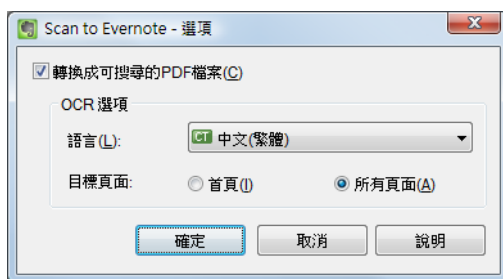 Scan to Evernote - 選項
轉換成可搜尋的PDF檔案(C)
OCR 選項
語言(L): CT 中文(繁體)
目標頁面: 首頁(I) 所有頁面(A)
確定 取消 說明